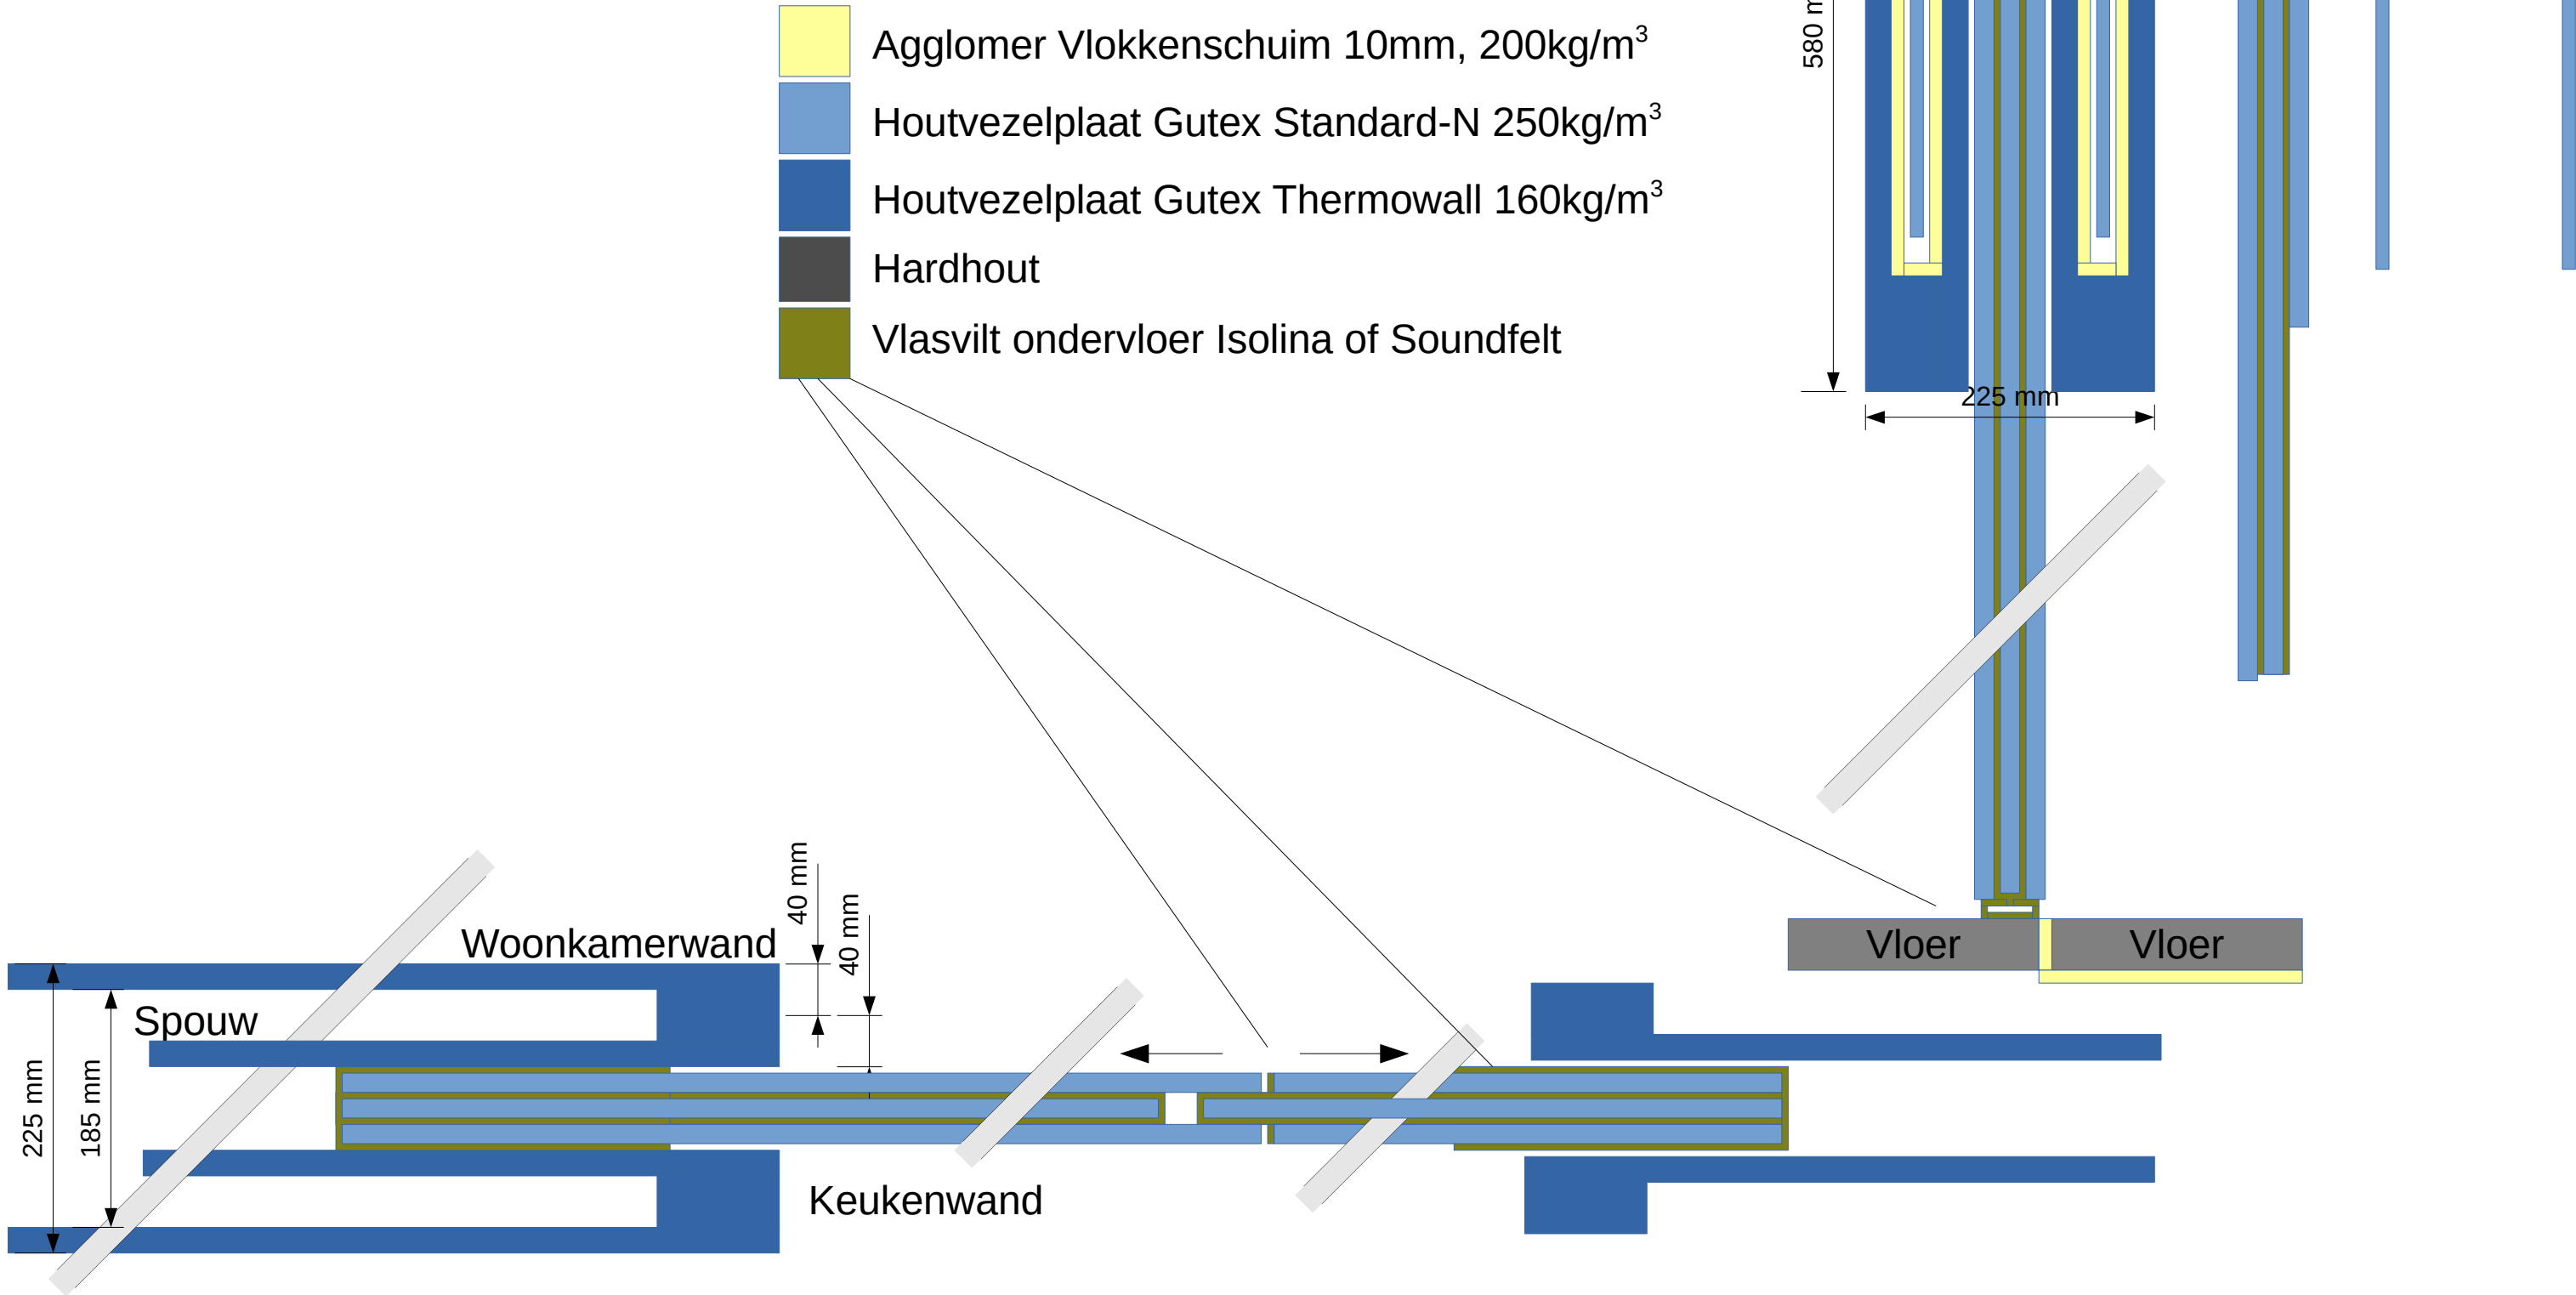 Agglomer Vlokkenschuim 10mm, 200kg/m³
Houtvezelplaat Gutex Standard-N 250kg/m³
Houtvezelplaat Gutex Thermowall 160kg/m³
Hardhout
Vlasvilt ondervloer Isolina of Soundfelt
580 m
225 mm
40 mm
40 mm
Woonkamerwand
Vloer
Vloer
Spouw
225 mm
185 mm
Keukenwand